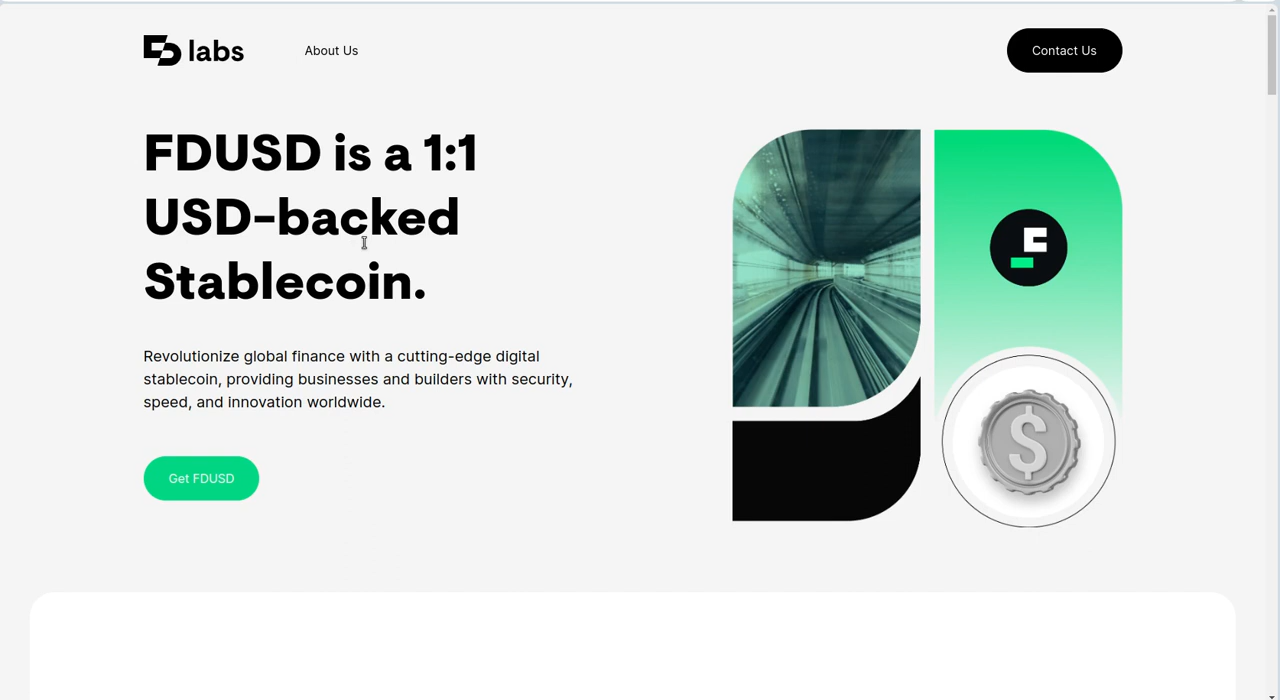 labs
About Us
Contact Us
FDUSD is a 1:1
USD-backed
Stablecoin.
Revolutionize global finance with a cutting-edge digital
stablecoin, providing businesses and builders with security,
speed, and innovation worldwide.
Get FDUSD
$